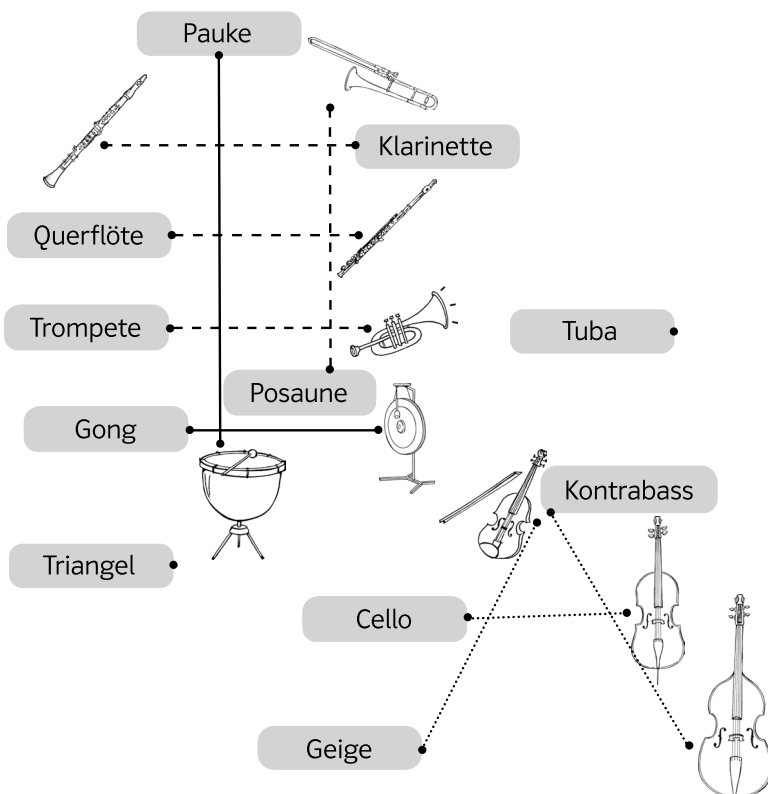 Pauke
Klarinette
Querflöte
Trompete
Tuba
Posaune
Gong
Kontrabass
Triangel
Cello
Geige